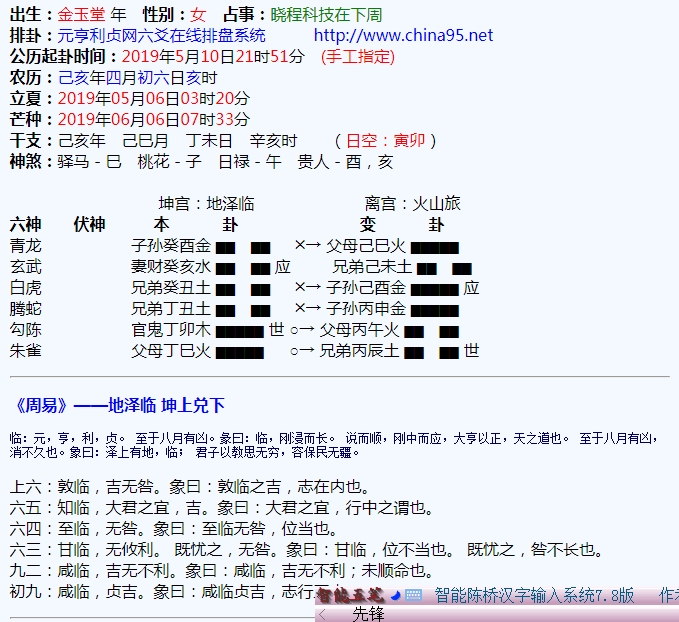 出生：金玉堂 年　性别：女　占事：晓程科技在下周
排卦：元亨利贞网六爻在线排盘系统　　　http://www.china95.net
公历起卦时间：2019年5月10日21时51分　(手工指定)
农历：己亥年四月初六日亥时
立夏：2019年05月06日03时20分
芒种：2019年06月06日07时33分
干支：己亥年　己巳月　丁未日　辛亥时　　（日空：寅卯）
神煞：驿马－巳　桃花－子　日禄－午　贵人－酉，亥
坤宫：地泽临　　　　　　　离宫：火山旅
六神　　伏神　　　本　　　卦　　　　　　　变　　　卦
青龙　　　　　　子孙癸酉金　　×→ 父母己巳火
玄武　　　　　　妻财癸亥水　　应　　兄弟己未土
白虎　　　　　　兄弟癸丑土　　×→ 子孙己酉金　　应
腾蛇　　　　　　兄弟丁丑土　　×→ 子孙丙申金
勾陈　　　　　　官鬼丁卯木　　世 ○→ 父母丙午火
朱雀　　　　　　父母丁巳火　　○→ 兄弟丙辰土　　世
《周易》——地泽临 坤上兑下
临：元，亨，利，贞。 至于八月有凶。彖曰：临，刚浸而长。 说而顺，刚中而应，大亨以正，天之道也。 至于八月有凶，
消不久也。象曰：泽上有地，临； 君子以教思无穷，容保民无疆。
上六：敦临，吉无咎。象曰：敦临之吉，志在内也。
六五：知临，大君之宜，吉。象曰：大君之宜，行中之谓也。
六四：至临，无咎。象曰：至临无咎，位当也。
六三：甘临，无攸利。 既忧之，无咎。象曰：甘临，位不当也。 既忧之，咎不长也。
九二：咸临，吉无不利。象曰：咸临，吉无不利；未顺命也。
初九：咸临，贞吉。象曰：咸临贞吉，志行
智能五笔　智能陈桥汉字输入系统7.8版　作
先锋